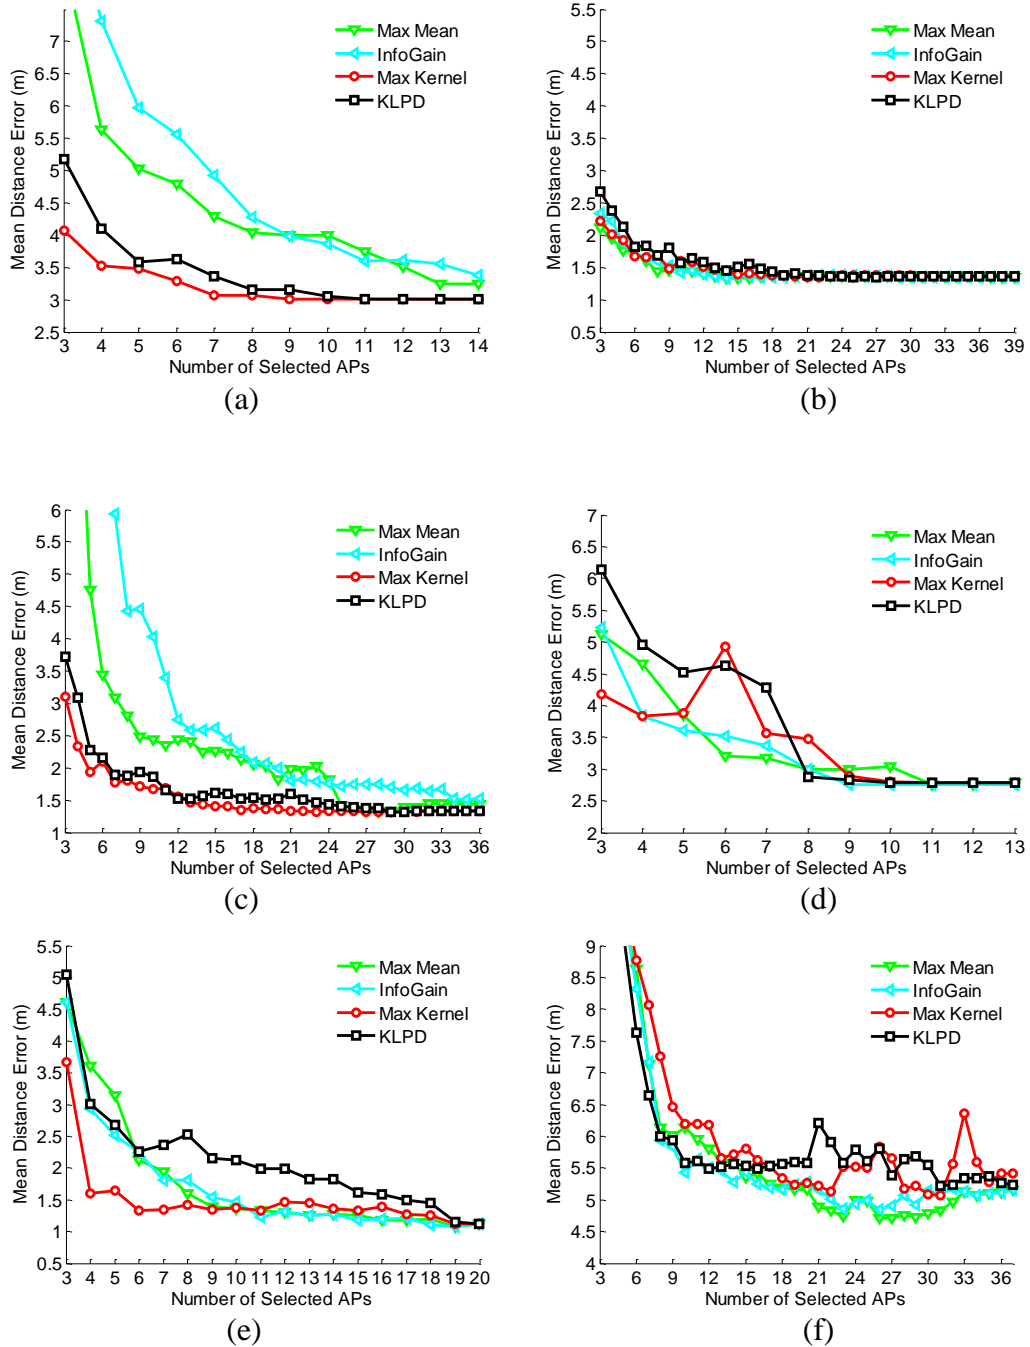 Mean Distance Error (m)
7
6.5
6
5.5
5
4.5
4
3.5
3
2.5
Max Mean
InfoGain
Max Kernel
KLPD
3 4 5 6 7 8 9 10 11 12 13 14
Number of Selected APs
(a)
Mean Distance Error (m)
5.5
5
4.5
4
3.5
3
2.5
2
1.5
1
0.5
Max Mean
InfoGain
Max Kernel
KLPD
3 6 9 12 15 18 21 24 27 30 33 36 39
Number of Selected APs
(b)
Mean Distance Error (m)
6
5.5
5
4.5
4
3.5
3
2.5
2
1.5
1
Max Mean
InfoGain
Max Kernel
KLPD
3 6 9 12 15 18 21 24 27 30 33 36
Number of Selected APs
(c)
Mean Distance Error (m)
7
6.5
6
5.5
5
4.5
4
3.5
3
2.5
2
Max Mean
InfoGain
Max Kernel
KLPD
3 4 5 6 7 8 9 10 11 12 13
Number of Selected APs
(d)
Mean Distance Error (m)
5.5
5
4.5
4
3.5
3
2.5
2
1.5
1
0.5
Max Mean
InfoGain
Max Kernel
KLPD
3 4 5 6 7 8 9 10 11 12 13 14 15 16 17 18 19 20
Number of Selected APs
(e)
Mean Distance Error (m)
9
8.5
8
7.5
7
6.5
6
5.5
5
4.5
4
Max Mean
InfoGain
Max Kernel
KLPD
3 6 9 12 15 18 21 24 27 30 33 36
Number of Selected APs
(f)